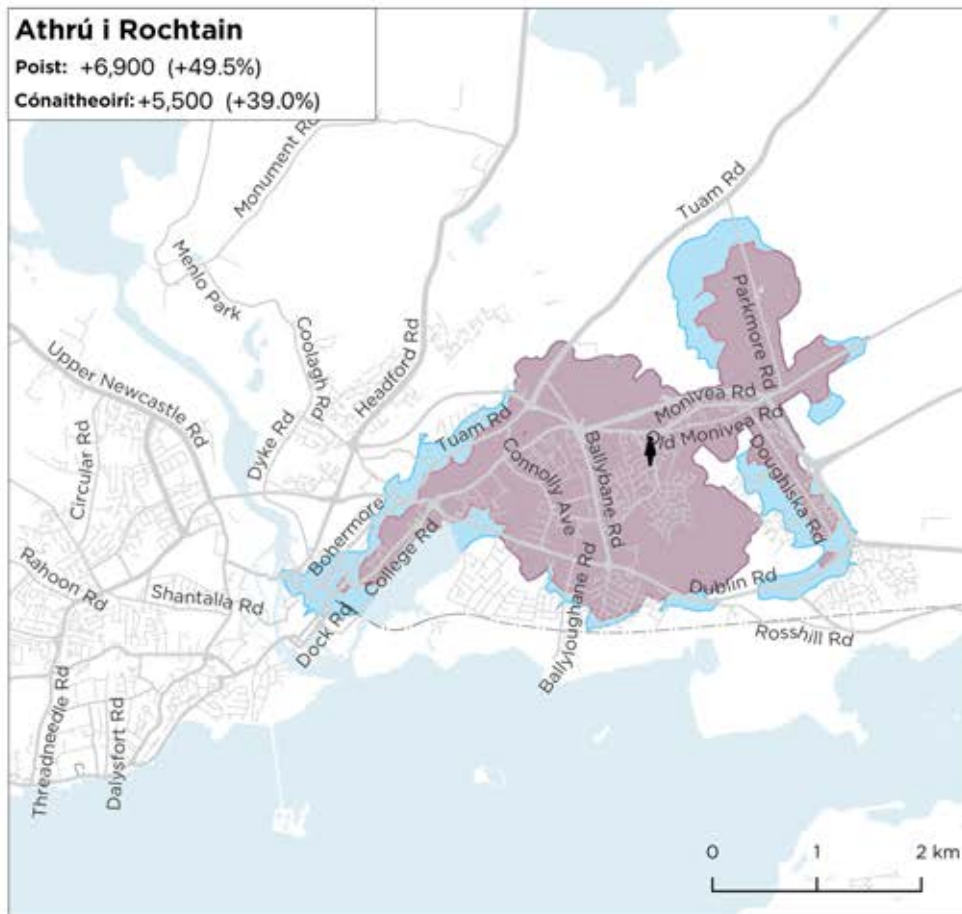 Athrú i Rochtain
Poist: +6,900 (+49.5%)
Cónaitheoirí: +5,500 (+39.0%)
Monument Rd
Tuam Rd
Menlo Park
Parkmore Rd
Coolagh Rd
Headford Rd
Upper Newcastle Rd
Monivea Rd
Circular Rd
Dyke Rd
Tuam Rd
Old Monivea Rd
Connolly Ave
Ballybane Rd
Doughiska Rd
Bohermore
College Rd
Rahoon Rd
Shantalla Rd
Dublin Rd
Dock Rd
Ballyloughane Rd
Rosshill Rd
Threadneedle Rd
Dalysfort Rd
0 1 2 km